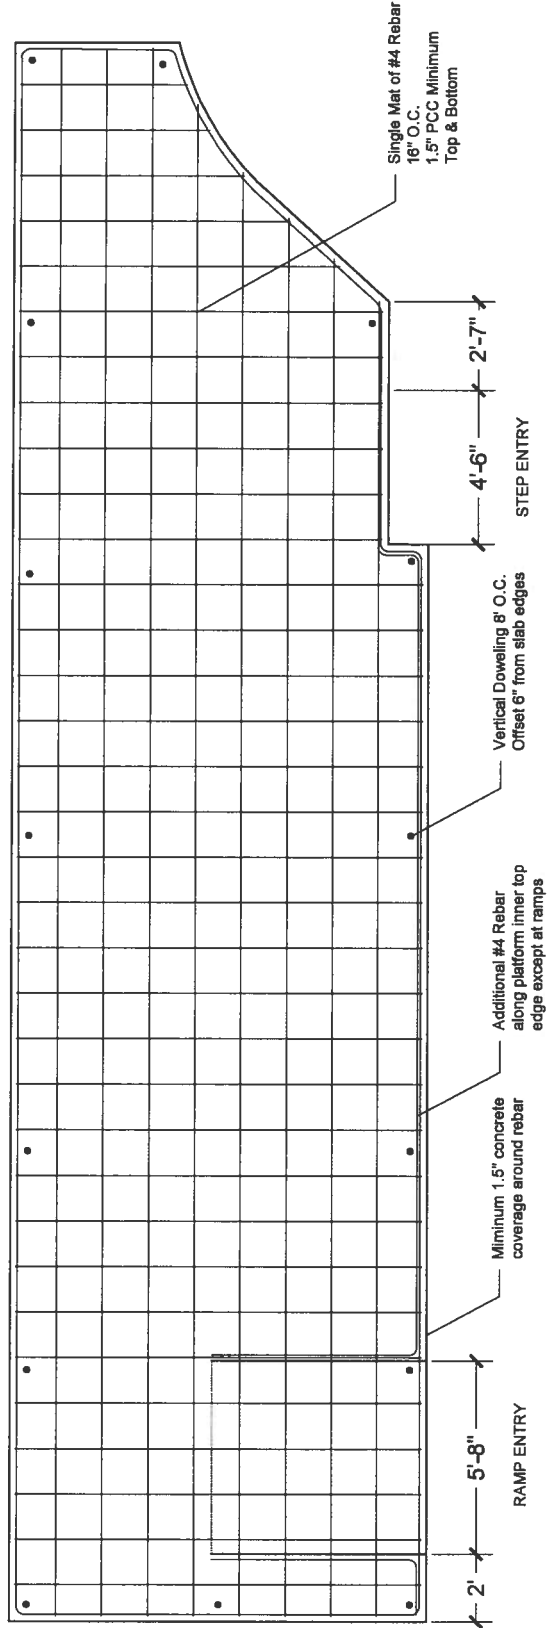 Single Mat of #4 Rebar
16" O.C.
1.5" PCC Minimum
Top & Bottom
2'-7"
4'-6"
STEP ENTRY
Vertical Doweling 8' O.C.
Offset 6" from slab edges
Additional #4 Rebar
along platform inner top
edge except at ramps
Miminum 1.5" concrete
coverage around rebar
5'-8"
RAMP ENTRY
2'